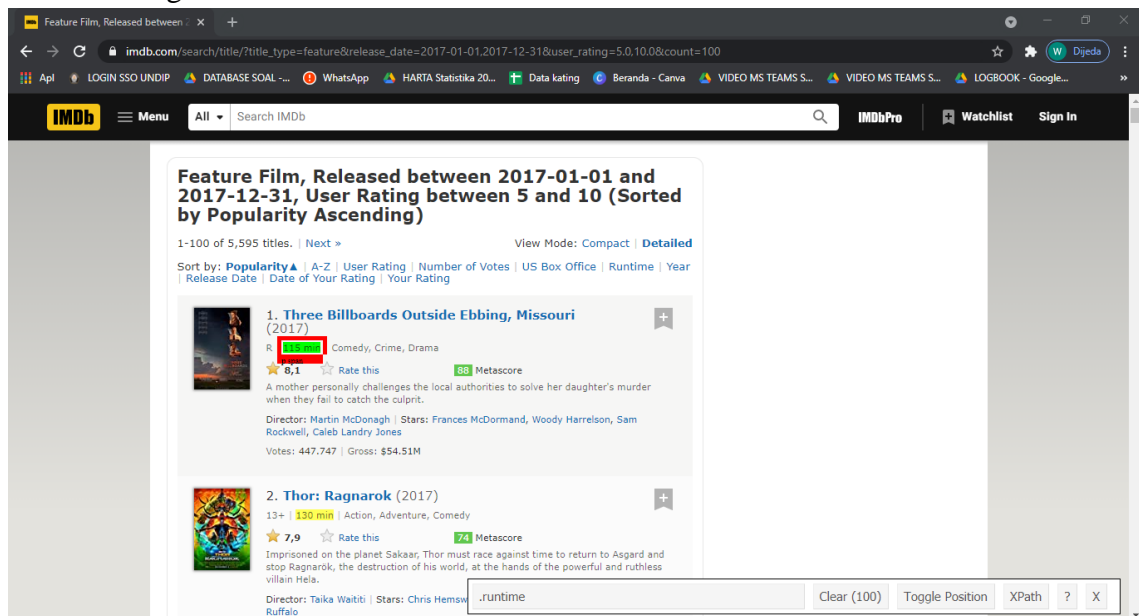 Feature Film, Released between 2
imdb.com/search/title/?title_type=feature&release_date=2017-01-01,2017-12-31&user_rating=5.0,10.0&count=100
W Dijeda
Apl LOGIN SSO UNDIP DATABASE SOAL -... WhatsApp HARTA Statistika 20... Data kating Beranda - Canva VIDEO MS TEAMS S... VIDEO MS TEAMS S... LOGBOOK - Google... »
IMDb Menu All Search IMDb IMDbPro Watchlist Sign In
Feature Film, Released between 2017-01-01 and
2017-12-31, User Rating between 5 and 10 (Sorted
by Popularity Ascending)
1-100 of 5,595 titles. | Next » View Mode: Compact | Detailed
Sort by: Popularity▲ | A-Z | User Rating | Number of Votes | US Box Office | Runtime | Year
| Release Date | Date of Your Rating | Your Rating
1. Three Billboards Outside Ebbing, Missouri
(2017)
R 115 min Comedy, Crime, Drama
8,1 Rate this 88 Metascore
A mother personally challenges the local authorities to solve her daughter's murder
when they fail to catch the culprit.
Director: Martin McDonagh | Stars: Frances McDormand, Woody Harrelson, Sam
Rockwell, Caleb Landry Jones
Votes: 447.747 | Gross: $54.51M
2. Thor: Ragnarok (2017)
13+ | 130 min | Action, Adventure, Comedy
7,9 Rate this 74 Metascore
Imprisoned on the planet Sakaar, Thor must race against time to return to Asgard and
stop Ragnarök, the destruction of his world, at the hands of the powerful and ruthless
villain Hela.
Director: Taika Waititi | Stars: Chris Hemsw
Ruffalo
.runtime Clear (100) Toggle Position XPath ? X